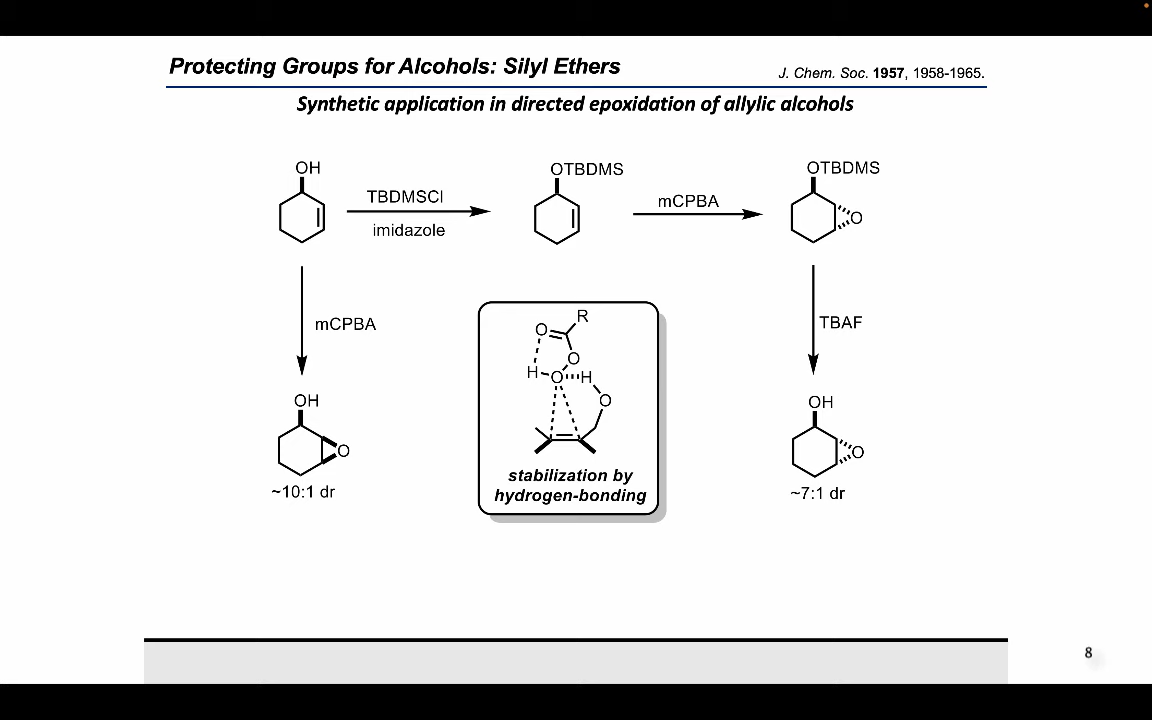 Protecting Groups for Alcohols: Silyl Ethers
J. Chem. Soc. 1957, 1958-1965.
Synthetic application in directed epoxidation of allylic alcohols
OH
TBDMSCl
imidazole
OTBDMS
mCPBA
OTBDMS
O
mCPBA
TBAF
R
O
O
H
O
H
O
stabilization by
hydrogen-bonding
OH
O
~10:1 dr
OH
O
~7:1 dr
8